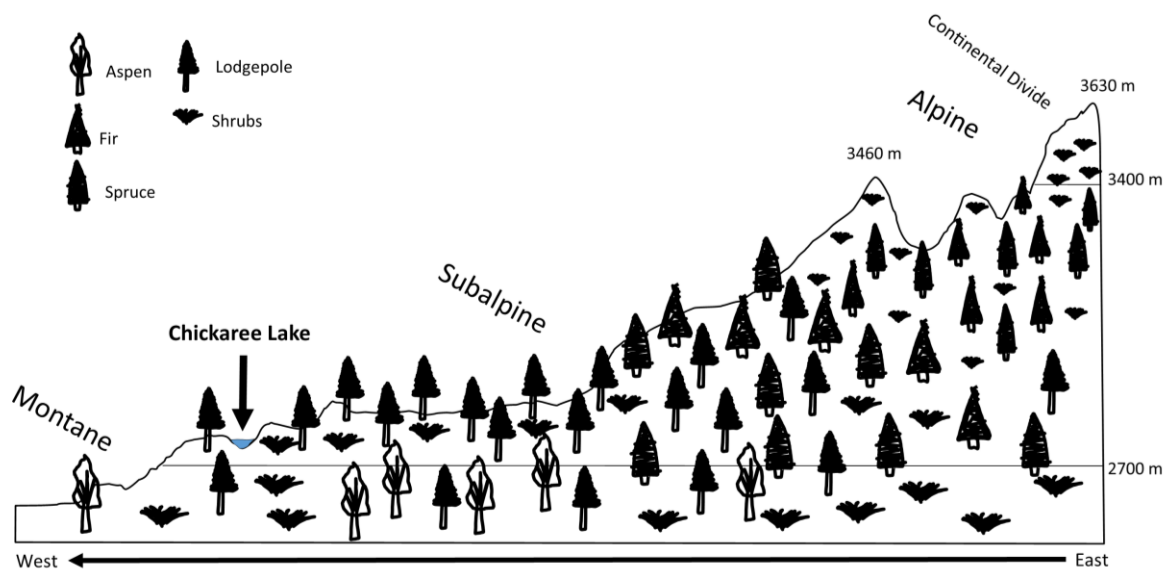 Aspen
Lodgepole
Fir
Shrubs
Spruce
Continental Divide
3630 m
Alpine
3460 m
3400 m
Subalpine
Chickaree Lake
Montane
2700 m
West
East